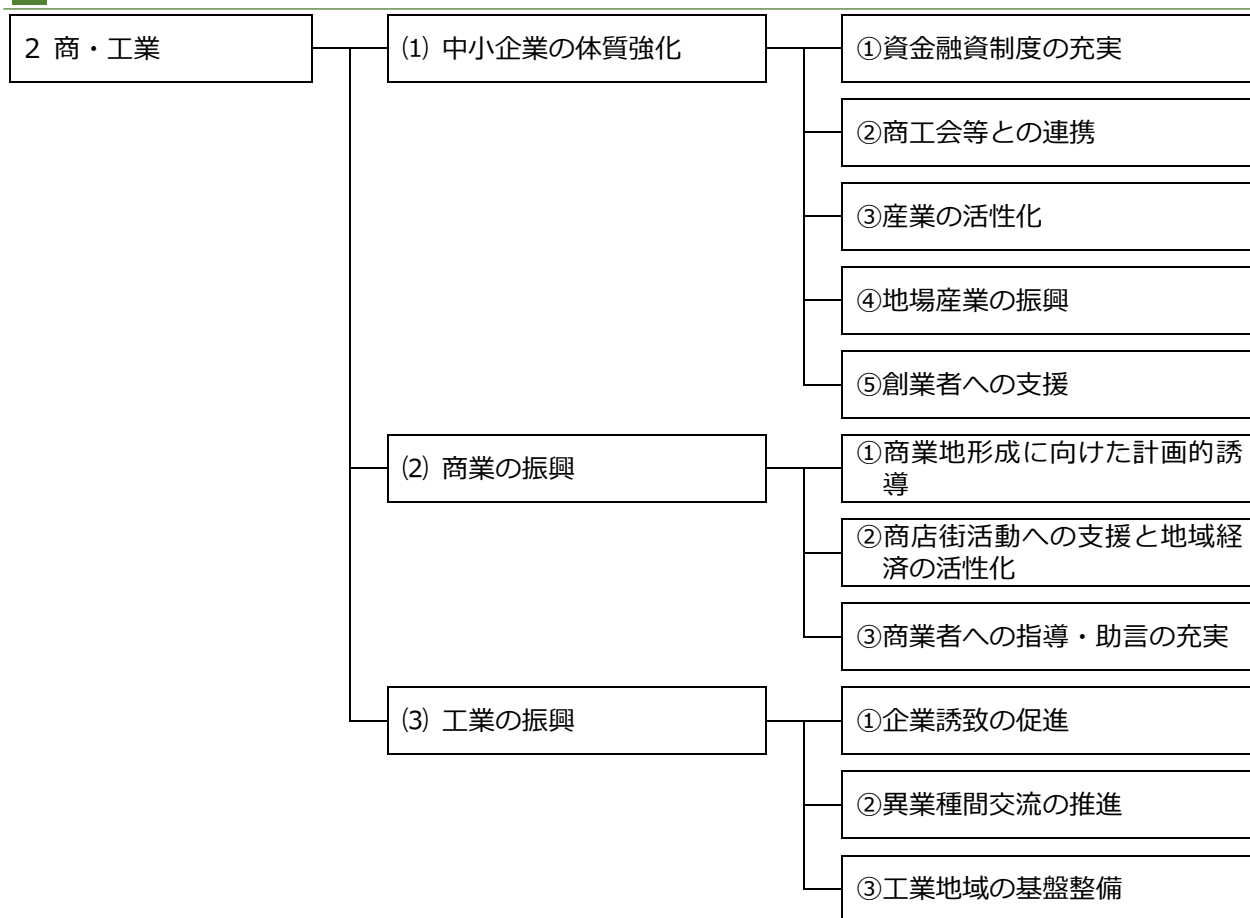 2 商・工業
⑴ 中小企業の体質強化
①資金融資制度の充実
②商工会等との連携
③産業の活性化
④地場産業の振興
⑤創業者への支援
⑵ 商業の振興
①商業地形成に向けた計画的誘
導
②商店街活動への支援と地域経
済の活性化
③商業者への指導・助言の充実
⑶ 工業の振興
①企業誘致の促進
②異業種間交流の推進
③工業地域の基盤整備